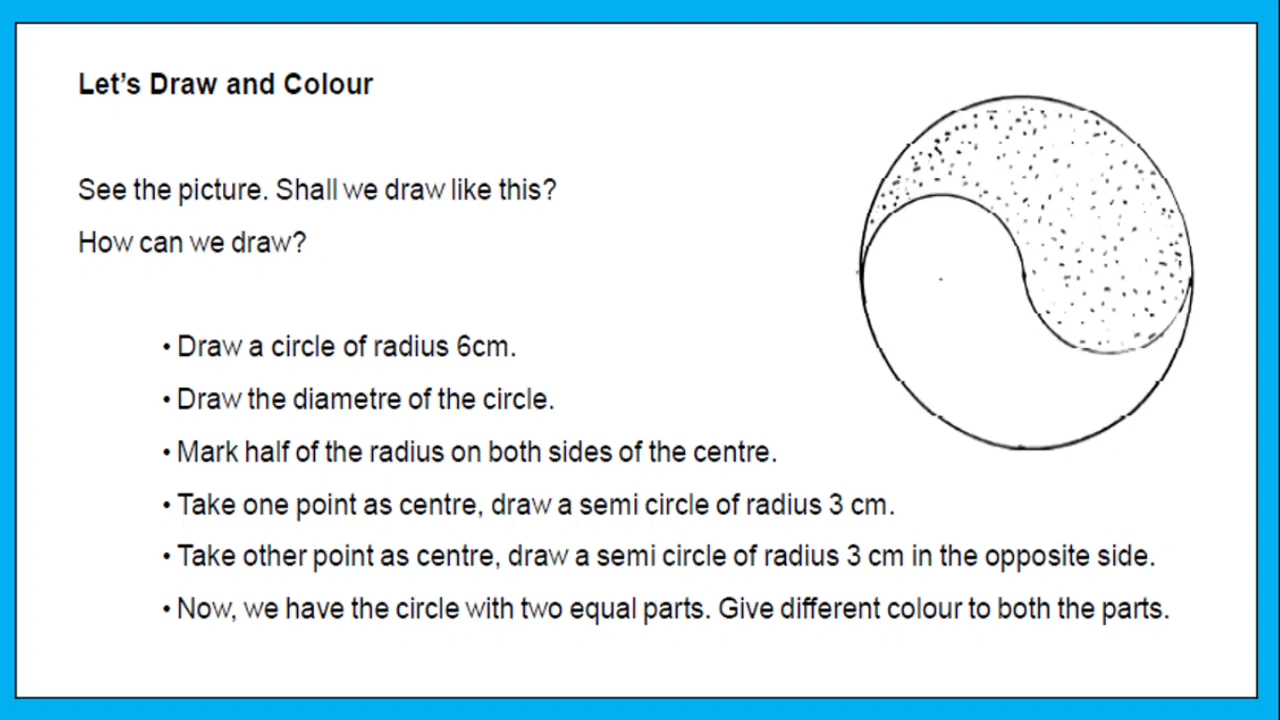 Let's Draw and Colour
See the picture. Shall we draw like this?
How can we draw?
• Draw a circle of radius 6cm.
• Draw the diametre of the circle.
• Mark half of the radius on both sides of the centre.
• Take one point as centre, draw a semi circle of radius 3 cm.
• Take other point as centre, draw a semi circle of radius 3 cm in the opposite side.
• Now, we have the circle with two equal parts. Give different colour to both the parts.